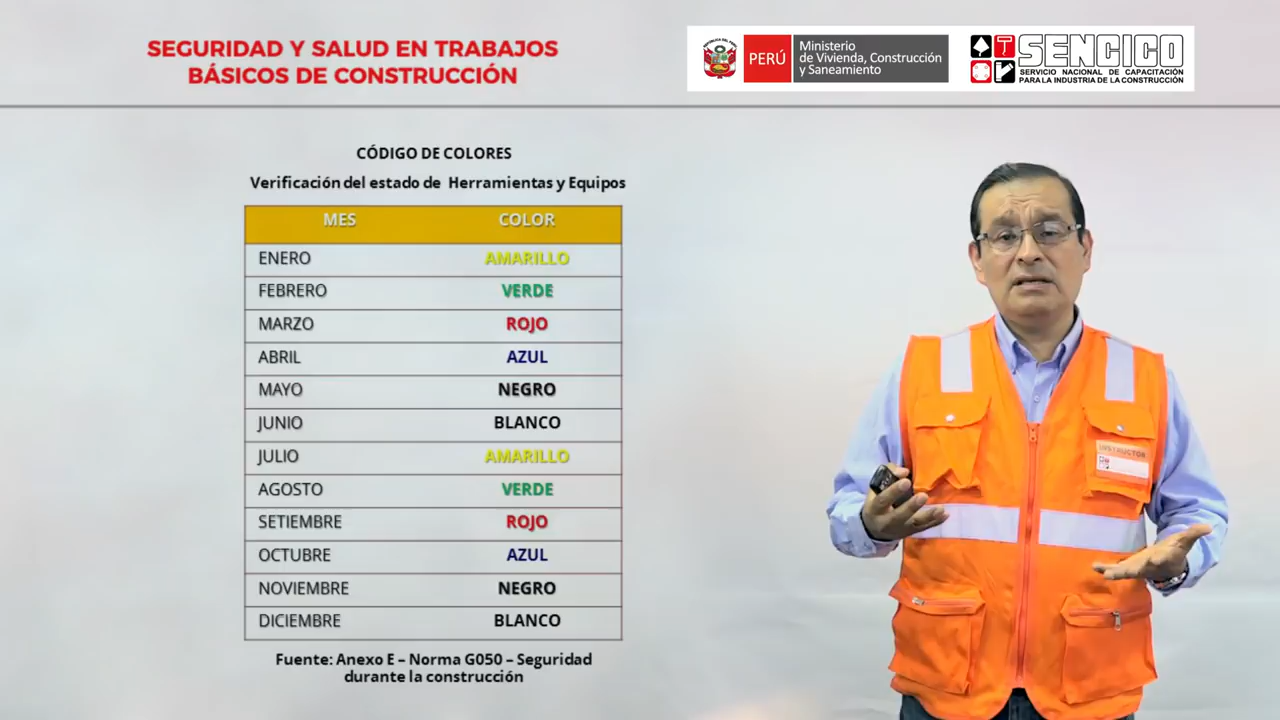 SEGURIDAD Y SALUD EN TRABAJOS
BÁSICOS DE CONSTRUCCIÓN
PERÚ
Ministerio
de Vivienda, Construcción
y Saneamiento
SENCICO
SERVICIO NACIONAL DE CAPACITACIÓN
PARA LA INDUSTRIA DE LA CONSTRUCCIÓN
CÓDIGO DE COLORES
Verificación del estado de Herramientas y Equipos
MES COLOR
ENERO AMARILLO
FEBRERO VERDE
MARZO ROJO
ABRIL AZUL
MAYO NEGRO
JUNIO BLANCO
JULIO AMARILLO
AGOSTO VERDE
SETIEMBRE ROJO
OCTUBRE AZUL
NOVIEMBRE NEGRO
DICIEMBRE BLANCO
Fuente: Anexo E – Norma G050 – Seguridad
durante la construcción
INSTRUCTOR